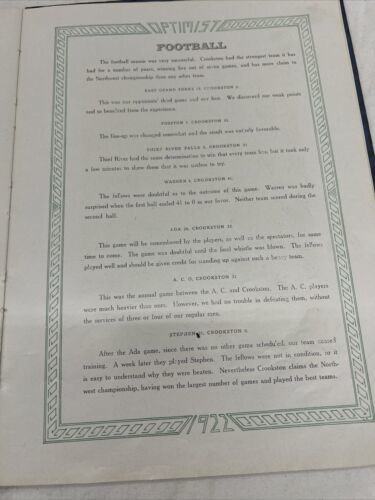 OPTIMIST
FOOTBALL
The football season was very successful. Crookston had the strongest team it has
had for a number of years, winning five out of seven games, and has more claim to
the Northwest championship than any other team.
EAST GRAND FORKS CROOKSTON
This was our opponents' third game and our first. We discovered our weak points
and so benefited from the experience.
FOSSTON CROOKSTON
The line-up was changed somewhat and the result was entirely favorable.
THIEF RIVER FALLS CROOKSTON
Thief River had the same determination to win that every team has, but it took only
a few minutes to show them that it was useless to try.
WARREN CROOKSTON
The fellows were doubtful as to the outcome of this game. Warren was badly
surprised when the first half ended 41 to 0 in our favor. Neither team scored during the
second half.
ADA CROOKSTON
This game will be remembered by the players, as well as the spectators, for some
time to come. The game was doubtful until the final whistle was blown. The fellows
played well and should be given credit for standing up against such a heavy team.
A. C. CROOKSTON
This was the annual game between the A. C. and Crookston. The A. C. players
were much heavier than ours. However, we had no trouble in defeating them, without
the services of three or four of our regular men.
STEPHEN CROOKSTON
After the Ada game, since there was no other game scheduled, our team ceased
training. A week later they played Stephen. The fellows were not in condition, so it
is easy to understand why they were beaten. Nevertheless Crookston claims the North-
west championship, having won the largest number of games and played the best teams.
1922